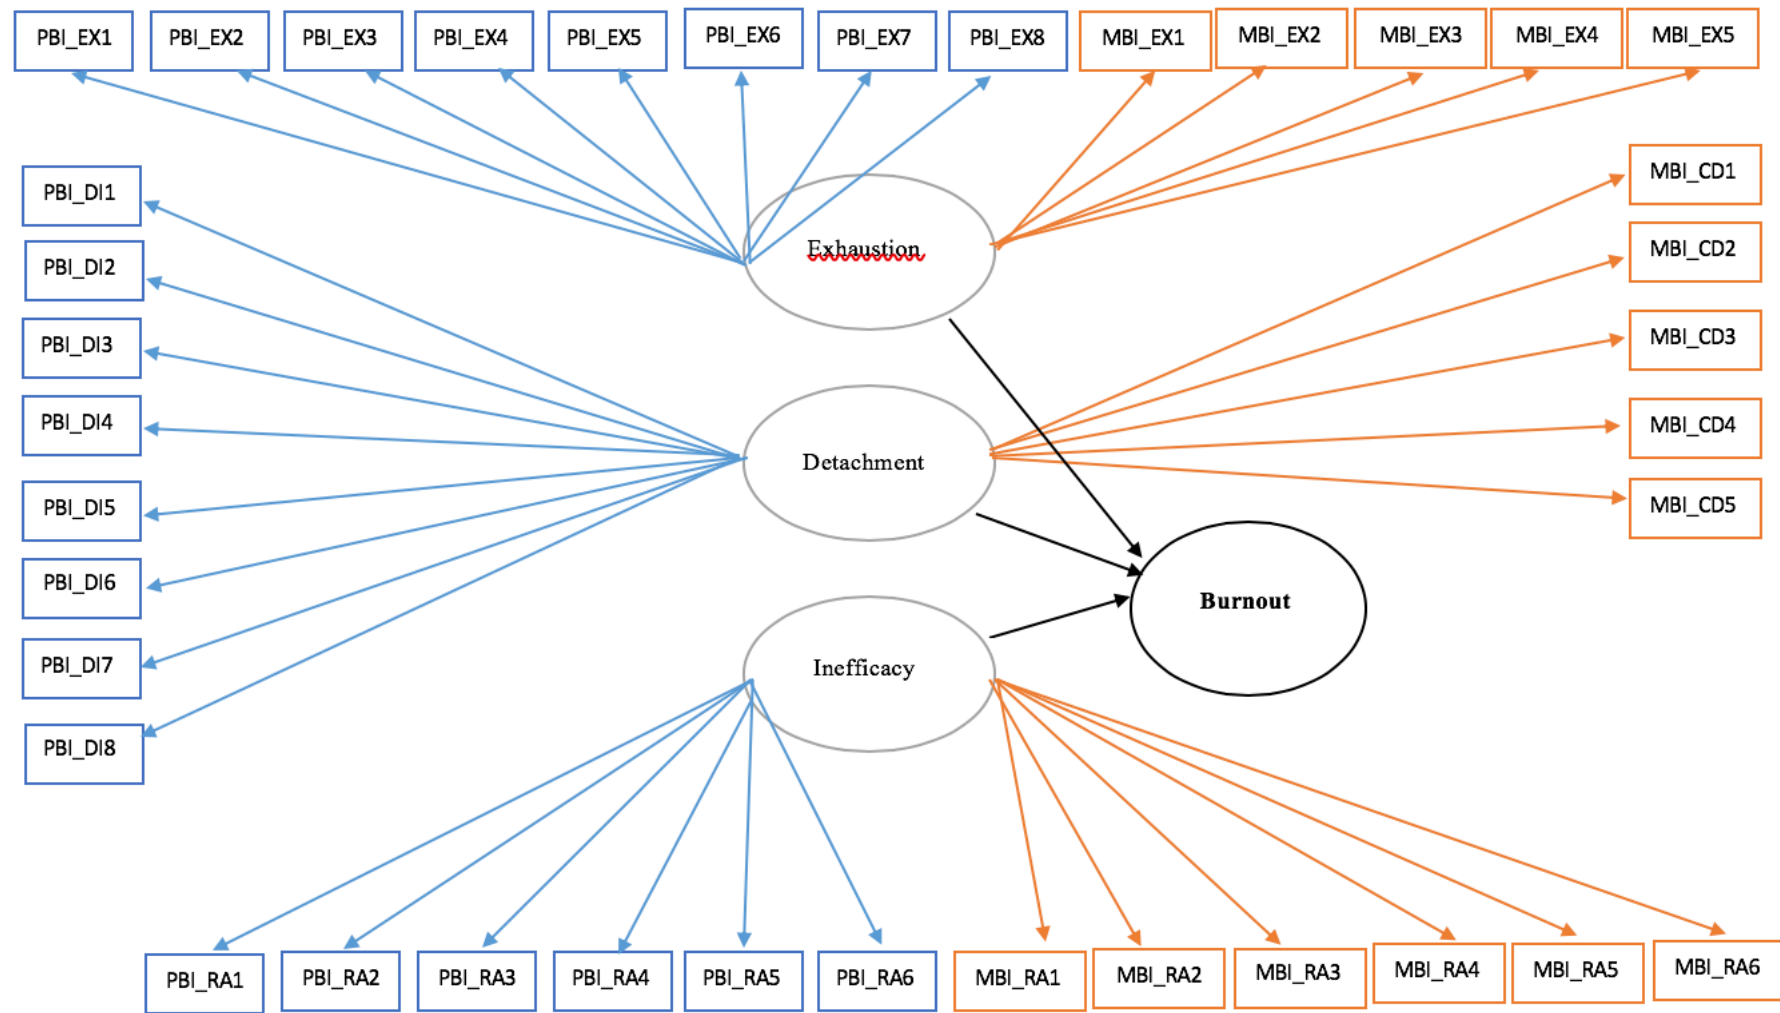 PBI_EX1
PBI_EX2
PBI_EX3
PBI_EX4
PBI_EX5
PBI_EX6
PBI_EX7
PBI_EX8
MBI_EX1
MBI_EX2
MBI_EX3
MBI_EX4
MBI_EX5
PBI_DI1
PBI_DI2
PBI_DI3
PBI_DI4
PBI_DI5
PBI_DI6
PBI_DI7
PBI_DI8
Exhaustion
Detachment
Inefficacy
Burnout
MBI_CD1
MBI_CD2
MBI_CD3
MBI_CD4
MBI_CD5
PBI_RA1
PBI_RA2
PBI_RA3
PBI_RA4
PBI_RA5
PBI_RA6
MBI_RA1
MBI_RA2
MBI_RA3
MBI_RA4
MBI_RA5
MBI_RA6